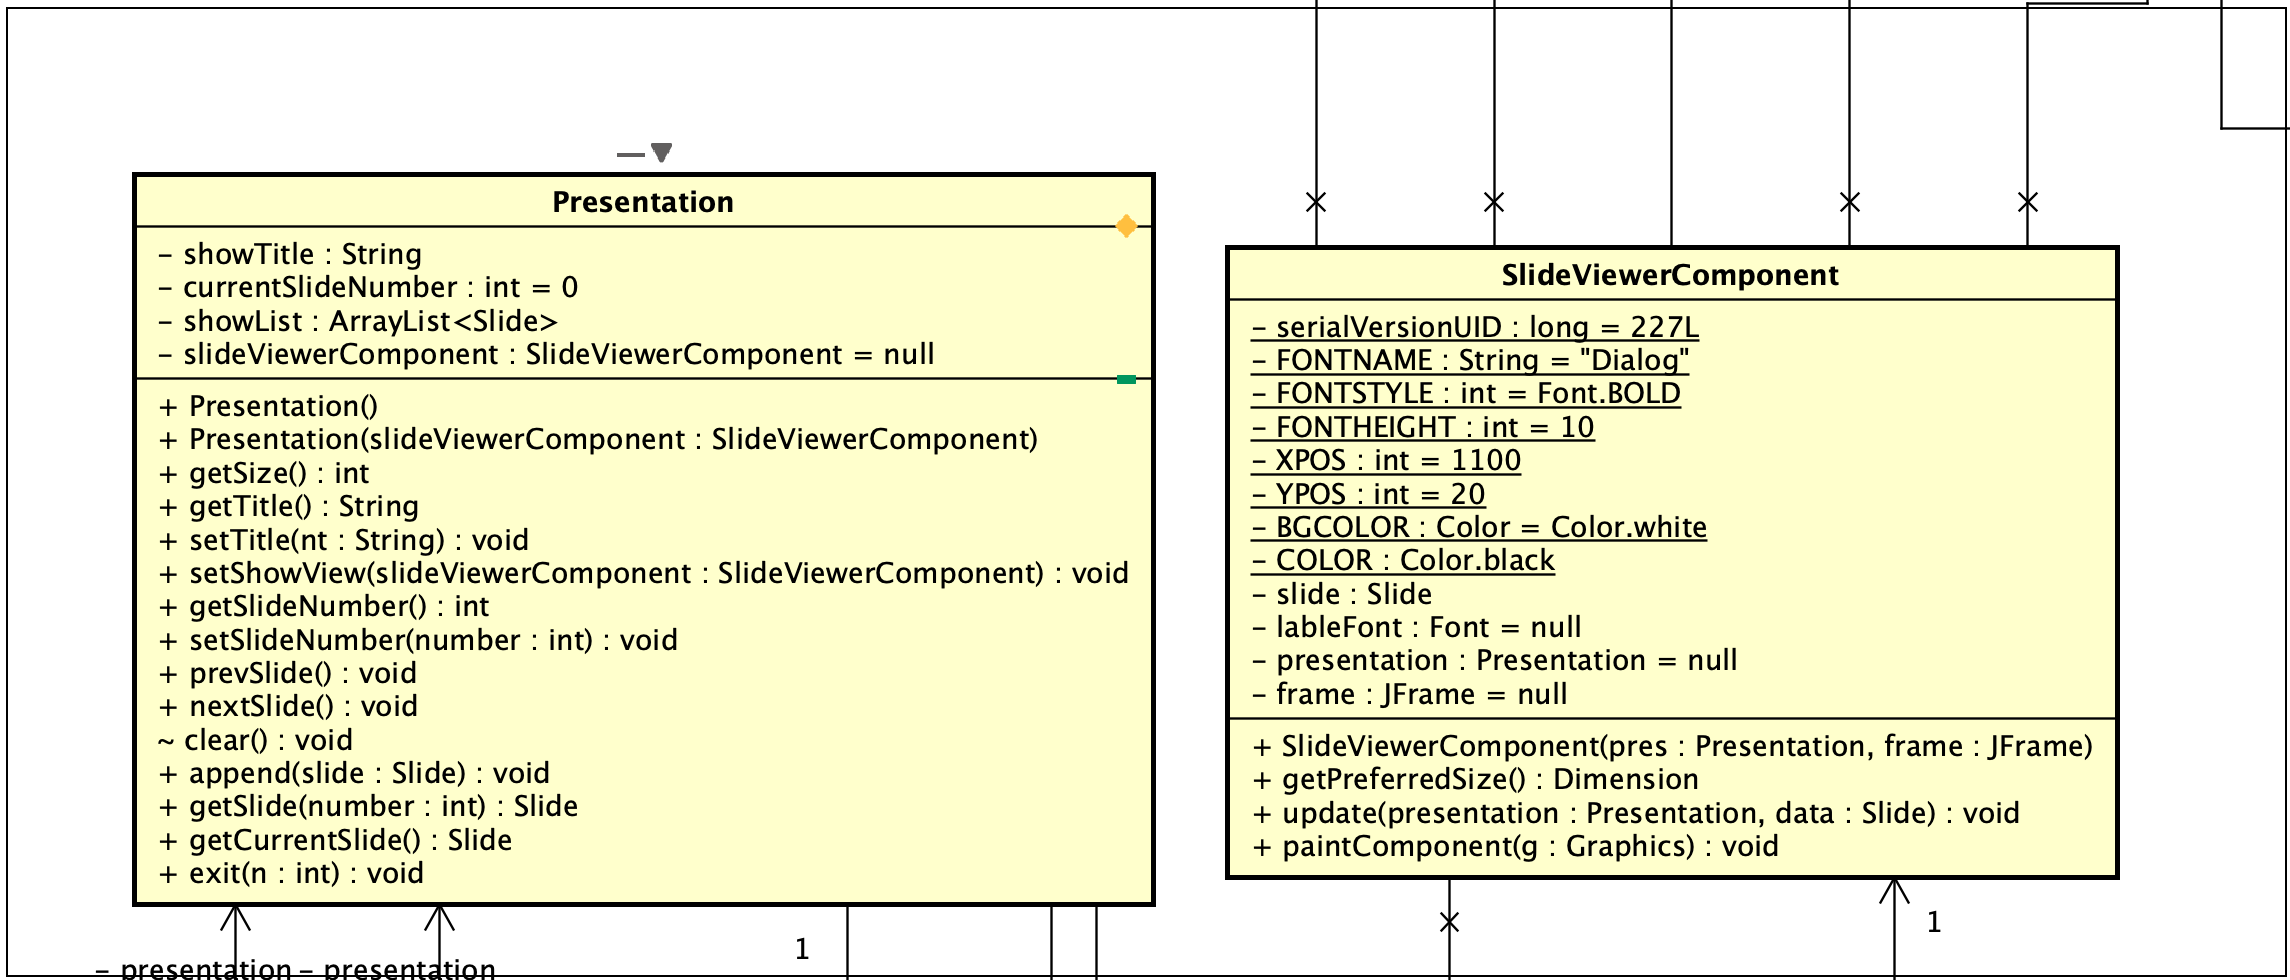 Presentation
- showTitle : String
- currentSlideNumber : int = 0
- showList : ArrayList<Slide>
- slideViewerComponent : SlideViewerComponent = null
+ Presentation()
+ Presentation(slideViewerComponent : SlideViewerComponent)
+ getSize() : int
+ getTitle() : String
+ setTitle(nt : String) : void
+ setShowView(slideViewerComponent : SlideViewerComponent) : void
+ getSlideNumber() : int
+ setSlideNumber(number : int) : void
+ prevSlide() : void
+ nextSlide() : void
~ clear() : void
+ append(slide : Slide) : void
+ getSlide(number : int) : Slide
+ getCurrentSlide() : Slide
+ exit(n : int) : void
SlideViewerComponent
- serialVersionUID : long = 227L
- FONTNAME : String = "Dialog"
- FONTSTYLE : int = Font.BOLD
- FONTHEIGHT : int = 10
- XPOS : int = 1100
- YPOS : int = 20
- BGCOLOR : Color = Color.white
- COLOR : Color.black
- slide : Slide
- lableFont : Font = null
- presentation : Presentation = null
- frame : JFrame = null
+ SlideViewerComponent(pres : Presentation, frame : JFrame)
+ getPreferredSize() : Dimension
+ update(presentation : Presentation, data : Slide) : void
+ paintComponent(g : Graphics) : void
1
1
- presentation
- presentation